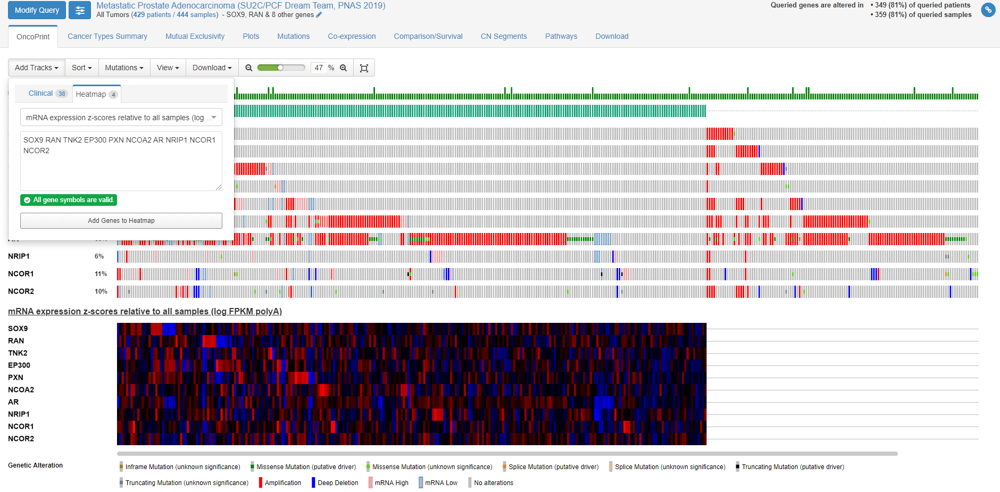 Modify Query
Metastatic Prostate Adenocarcinoma (SU2C/PCF Dream Team, PNAS 2019)
All Tumors (429 patients / 444 samples) - SOX9, RAN & 8 other genes
Queried genes are altered in
• 349 (81%) of queried patients
• 359 (81%) of queried samples
OncoPrint
Cancer Types Summary
Mutual Exclusivity
Plots
Mutations
Co-expression
Comparison/Survival
CN Segments
Pathways
Download
Add Tracks
Sort
Mutations
View
Download
47 %
Clinical 38
Heatmap 4
mRNA expression z-scores relative to all samples (log ...
SOX9 RAN TNK2 EP300 PXN NCOA2 AR NRIP1 NCOR1
NCOR2
All gene symbols are valid.
Add Genes to Heatmap
NRIP1 6%
NCOR1 11%
NCOR2 10%
mRNA expression z-scores relative to all samples (log FPKM polyA)
SOX9
RAN
TNK2
EP300
PXN
NCOA2
AR
NRIP1
NCOR1
NCOR2
Genetic Alteration
Inframe Mutation (unknown significance)
Missense Mutation (putative driver)
Missense Mutation (unknown significance)
Splice Mutation (putative driver)
Splice Mutation (unknown significance)
Truncating Mutation (putative driver)
Truncating Mutation (unknown significance)
Amplification
Deep Deletion
mRNA High
mRNA Low
No alterations